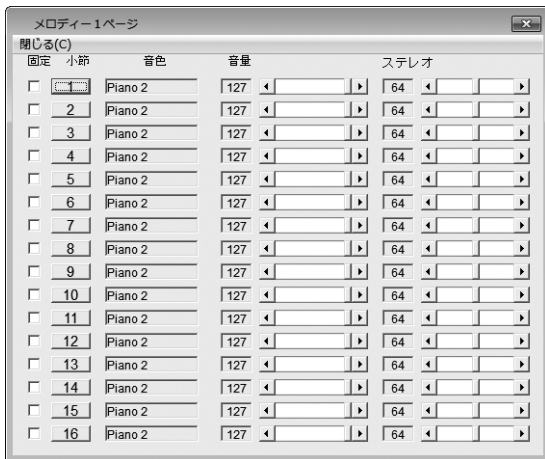 メロディー1ページ
閉じる(C)
固定 小節 音色 音量 ステレオ
1 Piano 2 127 64
2 Piano 2 127 64
3 Piano 2 127 64
4 Piano 2 127 64
5 Piano 2 127 64
6 Piano 2 127 64
7 Piano 2 127 64
8 Piano 2 127 64
9 Piano 2 127 64
10 Piano 2 127 64
11 Piano 2 127 64
12 Piano 2 127 64
13 Piano 2 127 64
14 Piano 2 127 64
15 Piano 2 127 64
16 Piano 2 127 64